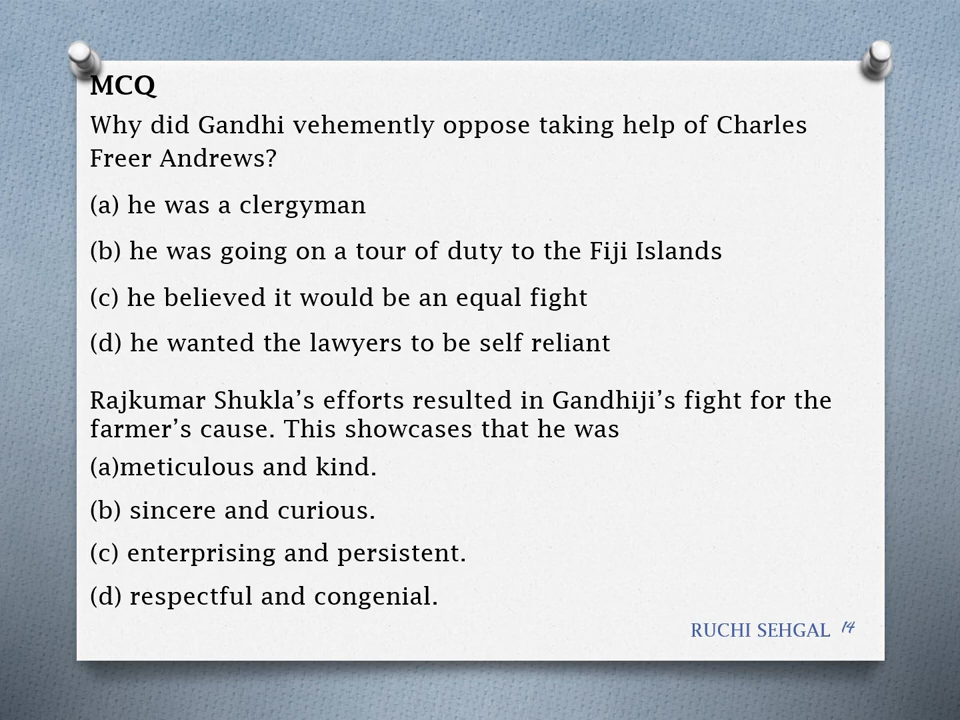 MCQ
Why did Gandhi vehemently oppose taking help of Charles
Freer Andrews?
(a) he was a clergyman
(b) he was going on a tour of duty to the Fiji Islands
(c) he believed it would be an equal fight
(d) he wanted the lawyers to be self reliant
Rajkumar Shukla’s efforts resulted in Gandhiji’s fight for the
farmer’s cause. This showcases that he was
(a)meticulous and kind.
(b) sincere and curious.
(c) enterprising and persistent.
(d) respectful and congenial.
RUCHI SEHGAL 14